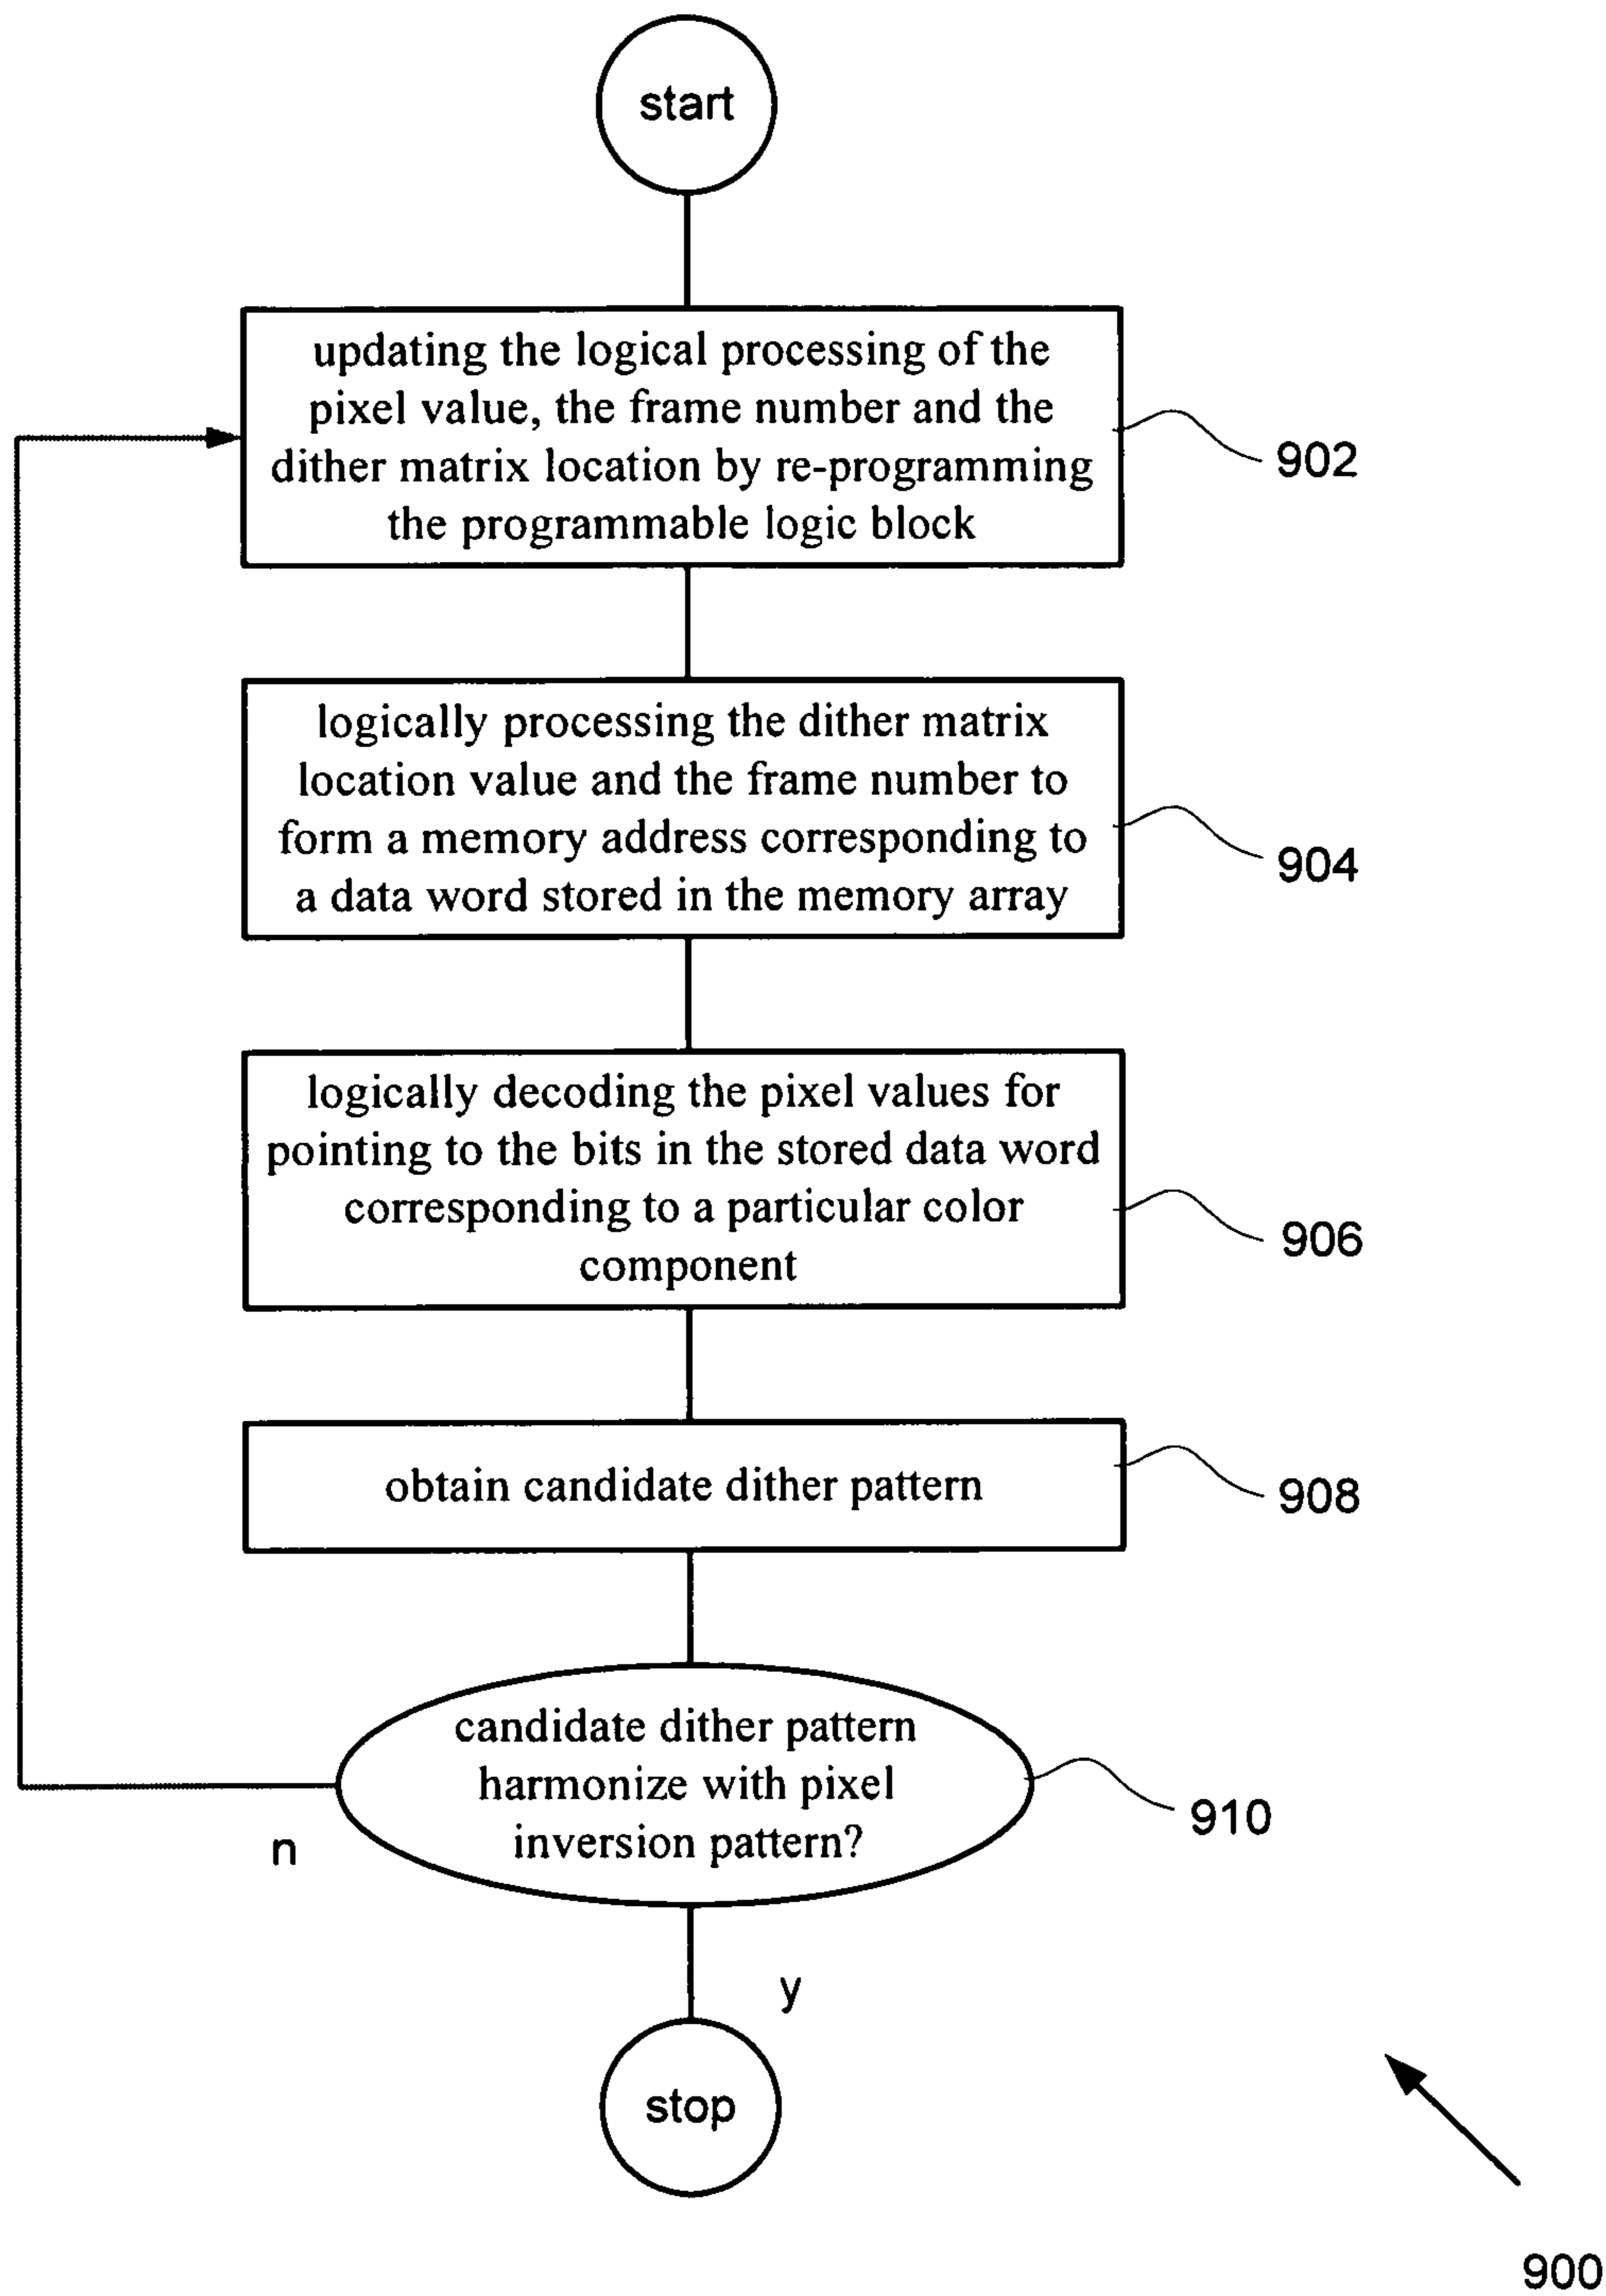 start
updating the logical processing of the
pixel value, the frame number and the
dither matrix location by re-programming
the programmable logic block
902
logically processing the dither matrix
location value and the frame number to
form a memory address corresponding to
a data word stored in the memory array
904
logically decoding the pixel values for
pointing to the bits in the stored data word
corresponding to a particular color
component
906
obtain candidate dither pattern
908
candidate dither pattern
harmonize with pixel
inversion pattern?
910
n
y
stop
900